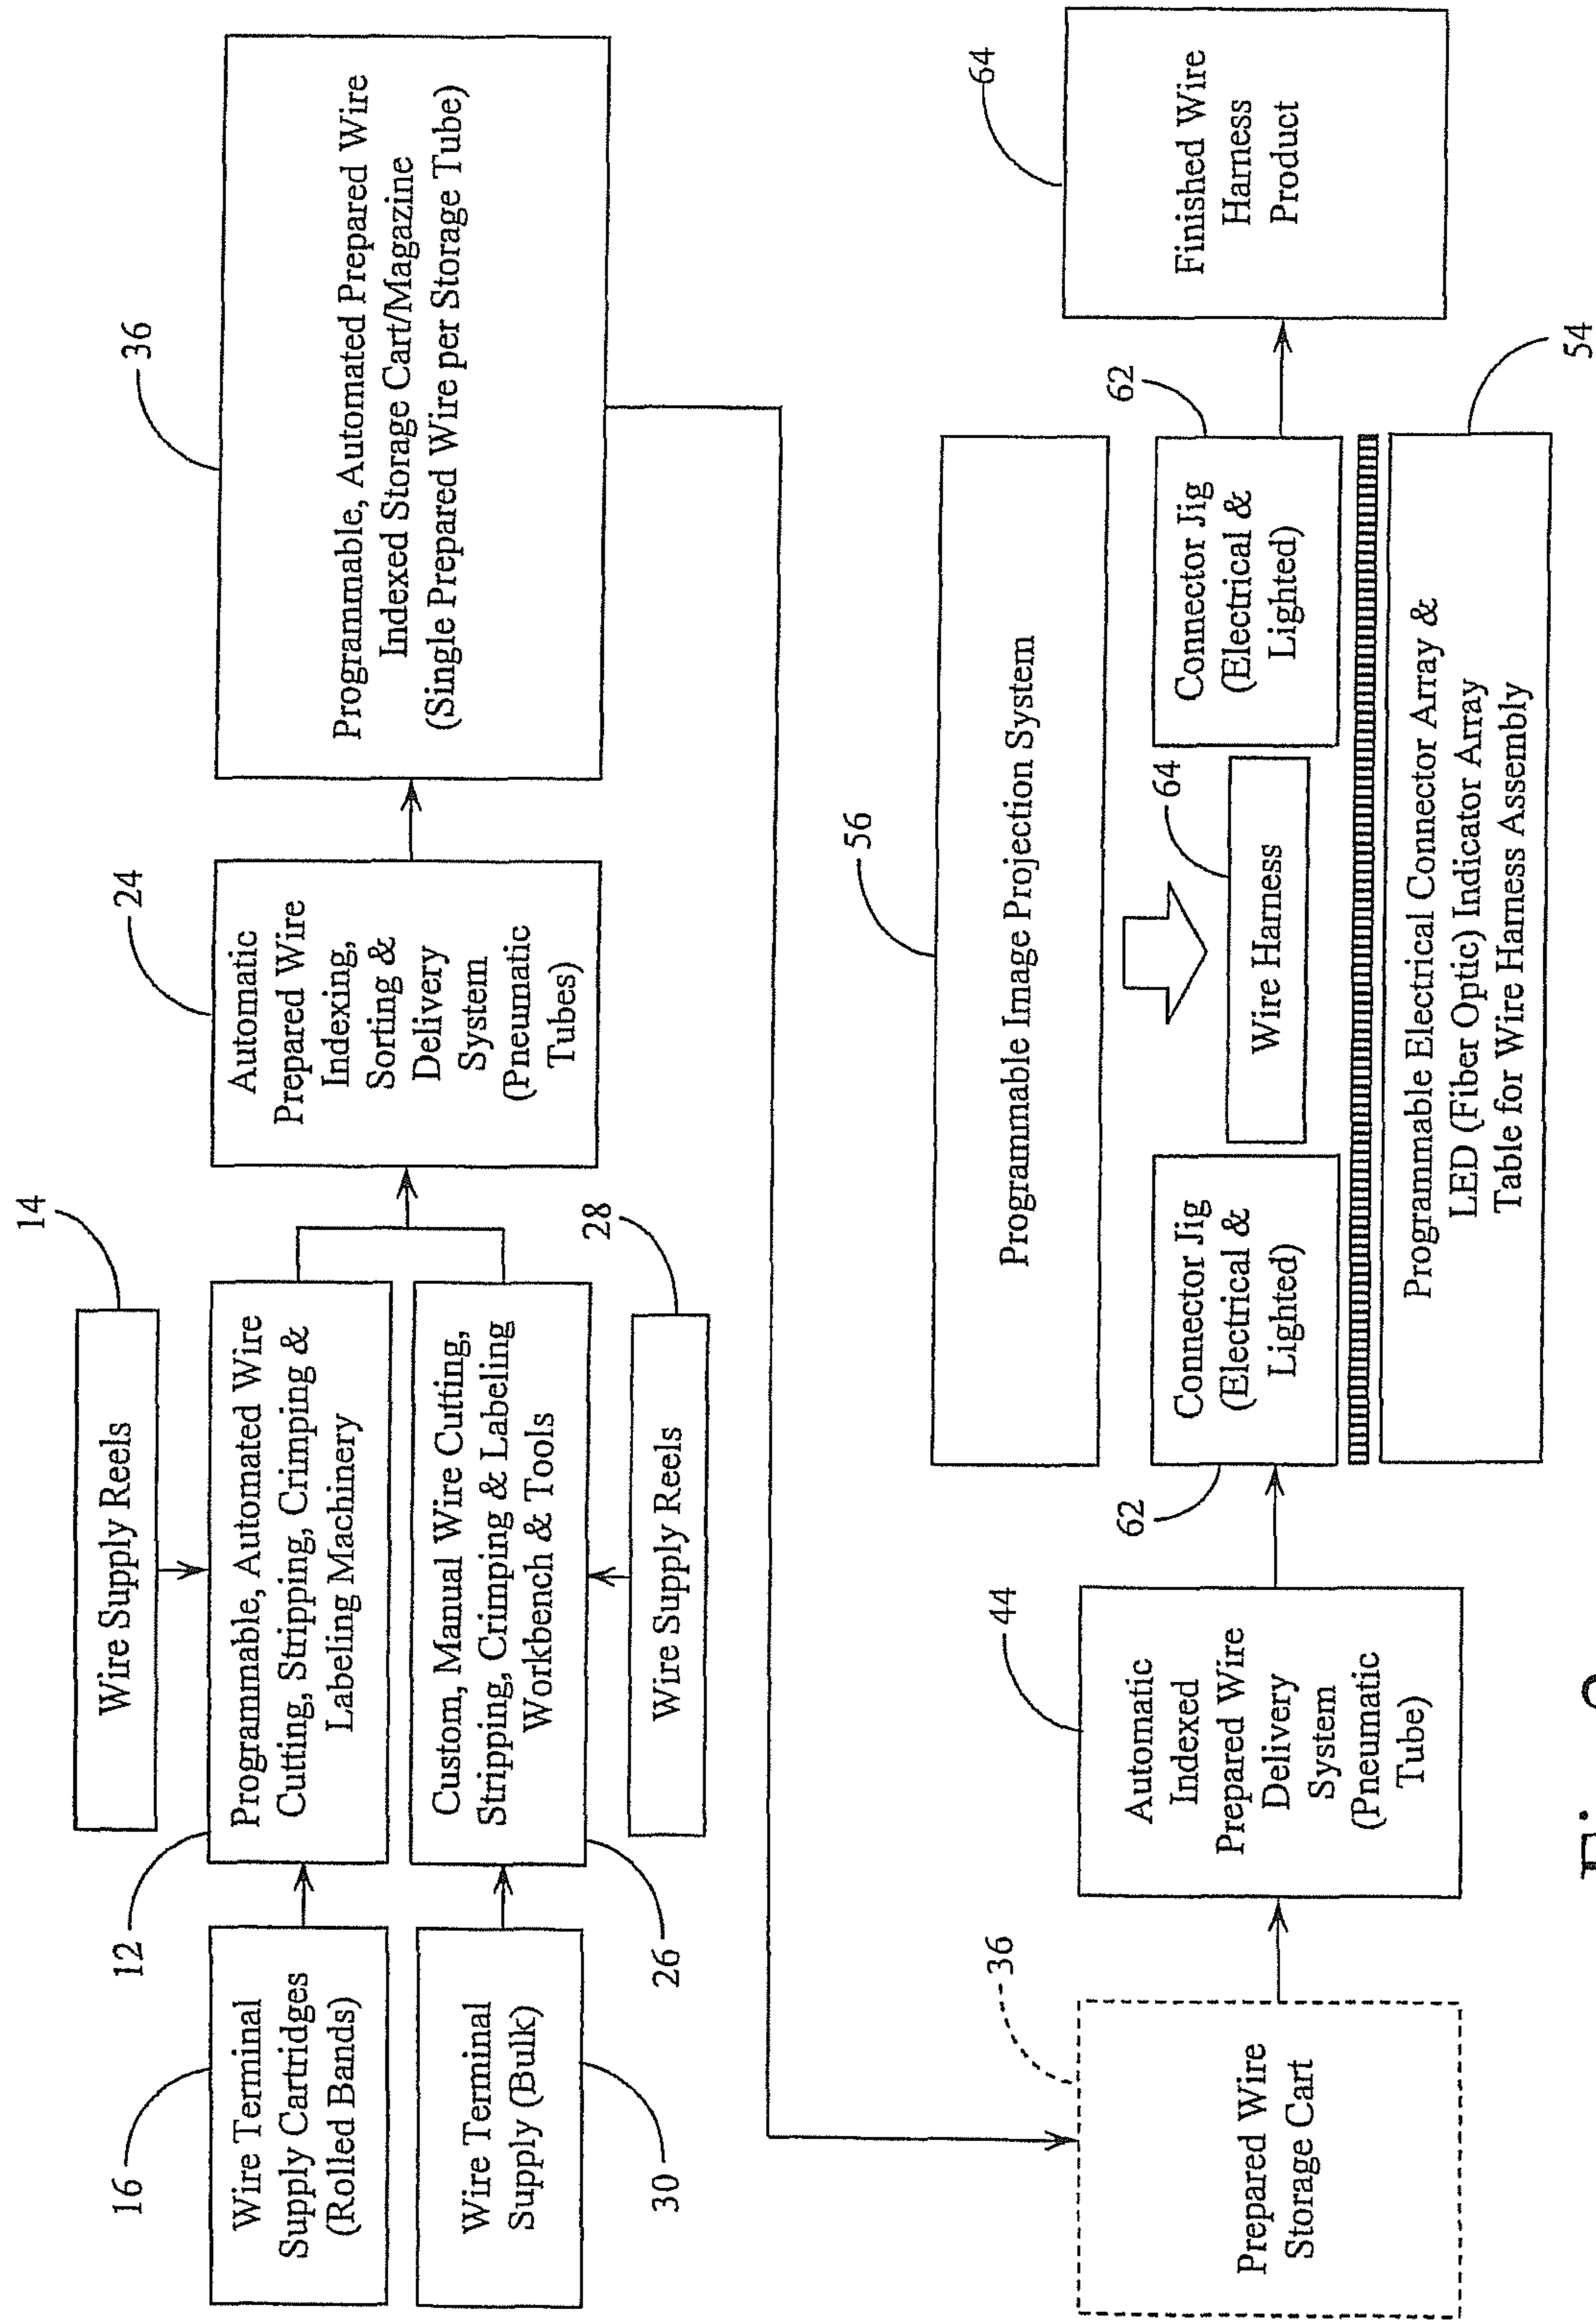 14
Wire Supply Reels
16
Wire Terminal
Supply Cartridges
(Rolled Bands)
12
Programmable, Automated Wire
Cutting, Stripping, Crimping &
Labeling Machinery
24
Automatic
Prepared Wire
Indexing,
Sorting &
Delivery
System
(Pneumatic
Tubes)
36
Programmable, Automated Prepared Wire
Indexed Storage Cart/Magazine
(Single Prepared Wire per Storage Tube)
Wire Terminal
Supply (Bulk)
30
Custom, Manual Wire Cutting,
Stripping, Crimping & Labeling
Workbench & Tools
26
28
Wire Supply Reels
36
Prepared Wire
Storage Cart
44
Automatic
Indexed
Prepared Wire
Delivery
System
(Pneumatic
Tube)
56
Programmable Image Projection System
62
Connector Jig
(Electrical &
Lighted)
64
Wire Harness
62
Connector Jig
(Electrical &
Lighted)
Programmable Electrical Connector Array &
LED (Fiber Optic) Indicator Array
Table for Wire Harness Assembly
54
64
Finished Wire
Harness
Product